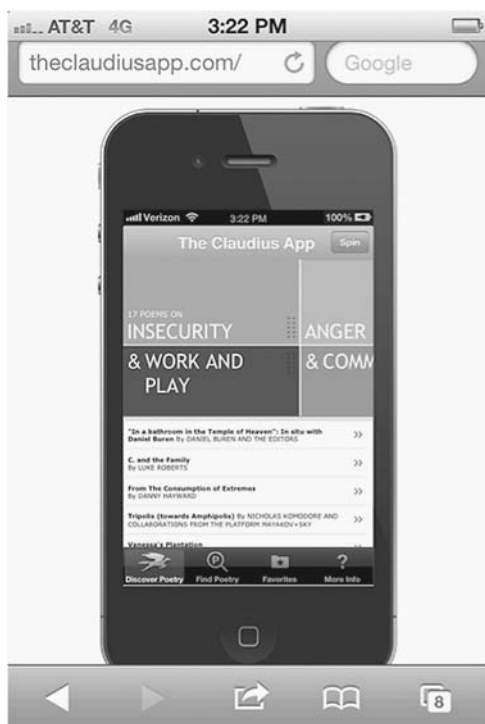 AT&T 4G 3:22 PM
theclaudiusapp.com/ Google
Verizon 3:22 PM 100%
The Claudius App Spin
17 POEMS ON
INSECURITY ANGER
& WORK AND & COMM
PLAY
"In a bathroom in the Temple of Heaven": In situ with
Daniel Buren By DANIEL BUREN AND THE EDITORS
C. and the Family
By LUKE ROBERTS
From The Consumption of Extremes
By DANNY HAYWARD
Tripolis (towards Amphipolis) By NICHOLAS KOMODORE AND
COLLABORATIONS FROM THE PLATFORM MAYAKOV+SKY
Vanessa's Plantation
Discover Poetry Find Poetry Favorites More Info
8